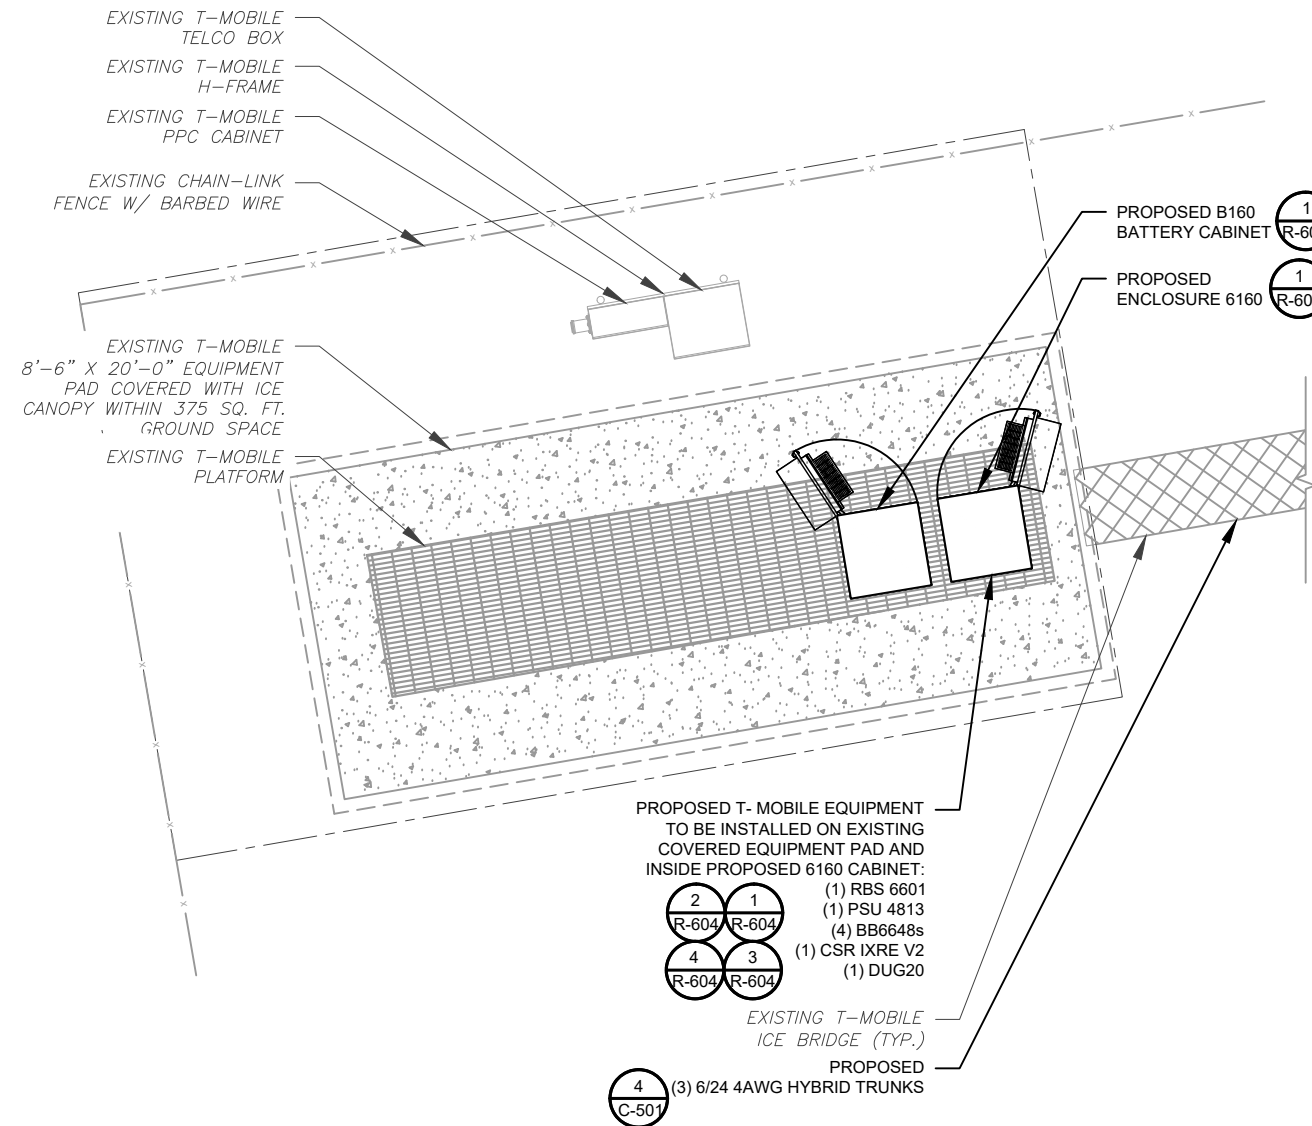 EXISTING T-MOBILE
TELCO BOX
EXISTING T-MOBILE
H-FRAME
EXISTING T-MOBILE
PPC CABINET
EXISTING CHAIN-LINK
FENCE W/ BARBED WIRE
EXISTING T-MOBILE
8'-6" X 20'-0" EQUIPMENT
PAD COVERED WITH ICE
CANOPY WITHIN 375 SQ. FT.
GROUND SPACE
EXISTING T-MOBILE
PLATFORM
PROPOSED B160
BATTERY CABINET
1
PROPOSED
ENCLOSURE 6160
1
PROPOSED T- MOBILE EQUIPMENT
TO BE INSTALLED ON EXISTING
COVERED EQUIPMENT PAD AND
INSIDE PROPOSED 6160 CABINET:
(1) RBS 6601
(1) PSU 4813
(4) BB6648s
(1) CSR IXRE V2
(1) DUG20
2
R-604
1
R-604
4
R-604
3
R-604
EXISTING T-MOBILE
ICE BRIDGE (TYP.)
PROPOSED
(3) 6/24 4AWG HYBRID TRUNKS
4
C-501